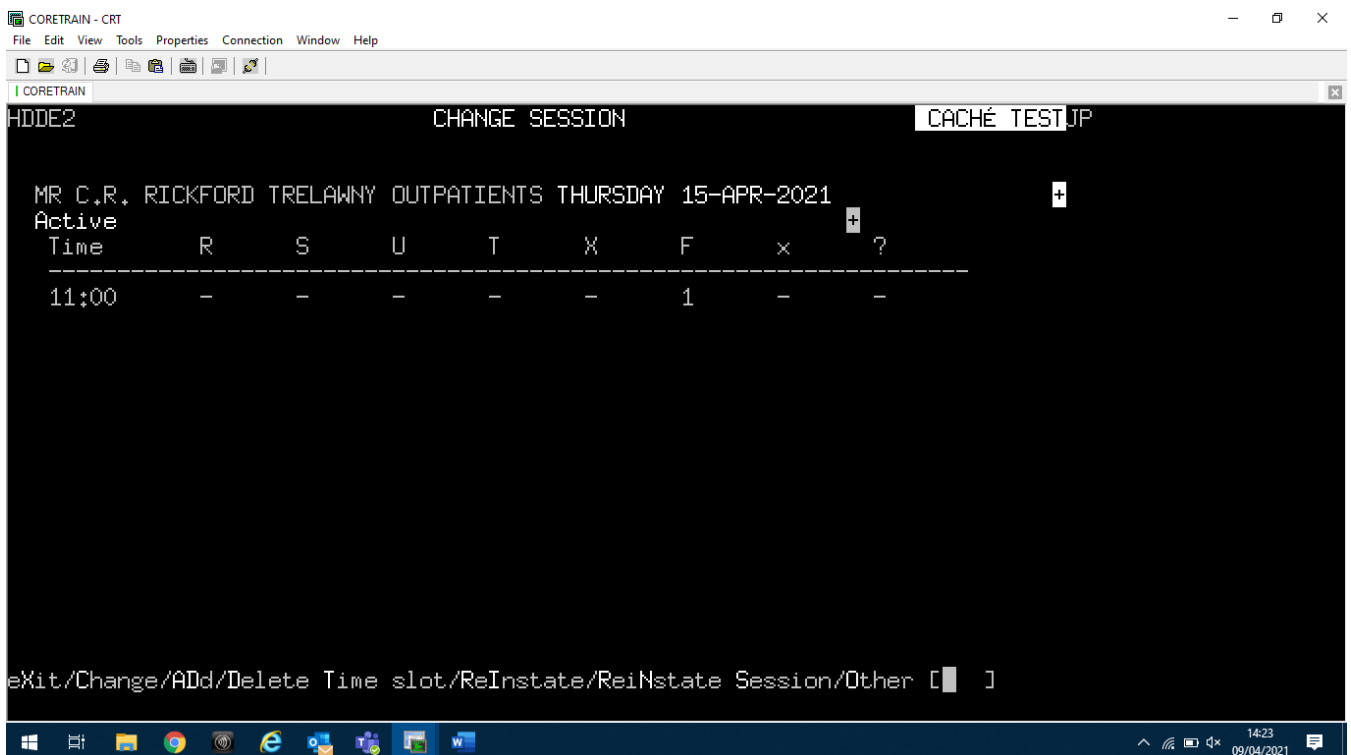 CORETRAIN - CRT
File Edit View Tools Properties Connection Window Help
CORETRAIN
HDDE2 CHANGE SESSION CACHÉ TESTJP
MR C.R. RICKFORD TRELAWNY OUTPATIENTS THURSDAY 15-APR-2021 +
Active +
Time R S U T X F x ?
--------------------------------------------------------------------
11:00 - - - - - 1 - -
eXit/Change/ADd/Delete Time slot/ReInstate/ReiNstate Session/Other [ ]
14:23
09/04/2021